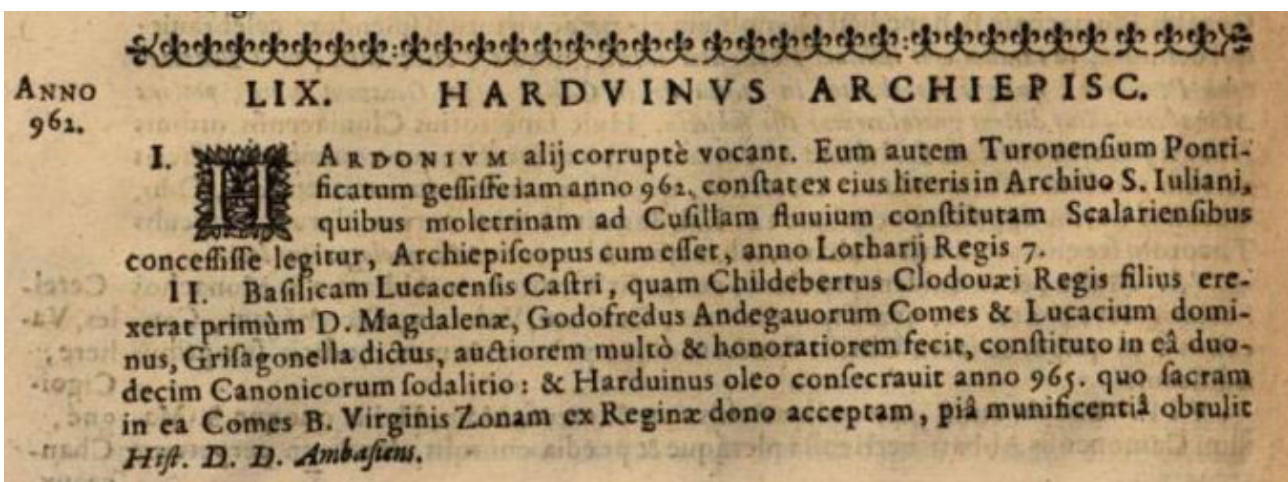 ANNO
962.
LIX. HARDVINVS ARCHIEPISC.
I. HARDONIVM alij corruptè vocant. Eum autem Turonensium Ponti-
ficatum gessisse iam anno 962. constat ex eius literis in Archiuo S. Iuliani,
quibus moletrinam ad Cusillam fluuium constitutam Scalariensibus
concessisse legitur, Archiepiscopus cum esset, anno Lotharij Regis 7.
II. Basilicam Lucacensis Castri, quam Childebertus Clodouæi Regis filius ere-
xerat primùm D. Magdalenæ, Godofredus Andegauorum Comes & Lucacium domi-
nus, Grisagonella dictus, auctiorem multò & honoratiorem fecit, constituto in eâ duo-
decim Canonicorum sodalitio: & Harduinus oleo consecrauit anno 965. quo sacram
in ea Comes B. Virginis Zonam ex Reginæ dono acceptam, piâ munificentiâ obtulit
Hist. D. D. Ambasiens.